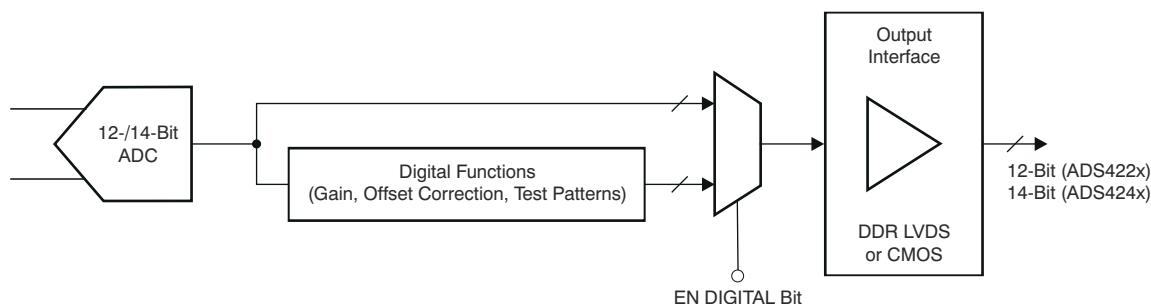 12-/14-Bit
ADC
Digital Functions
(Gain, Offset Correction, Test Patterns)
EN DIGITAL Bit
Output
Interface
DDR LVDS
or CMOS
12-Bit (ADS422x)
14-Bit (ADS424x)